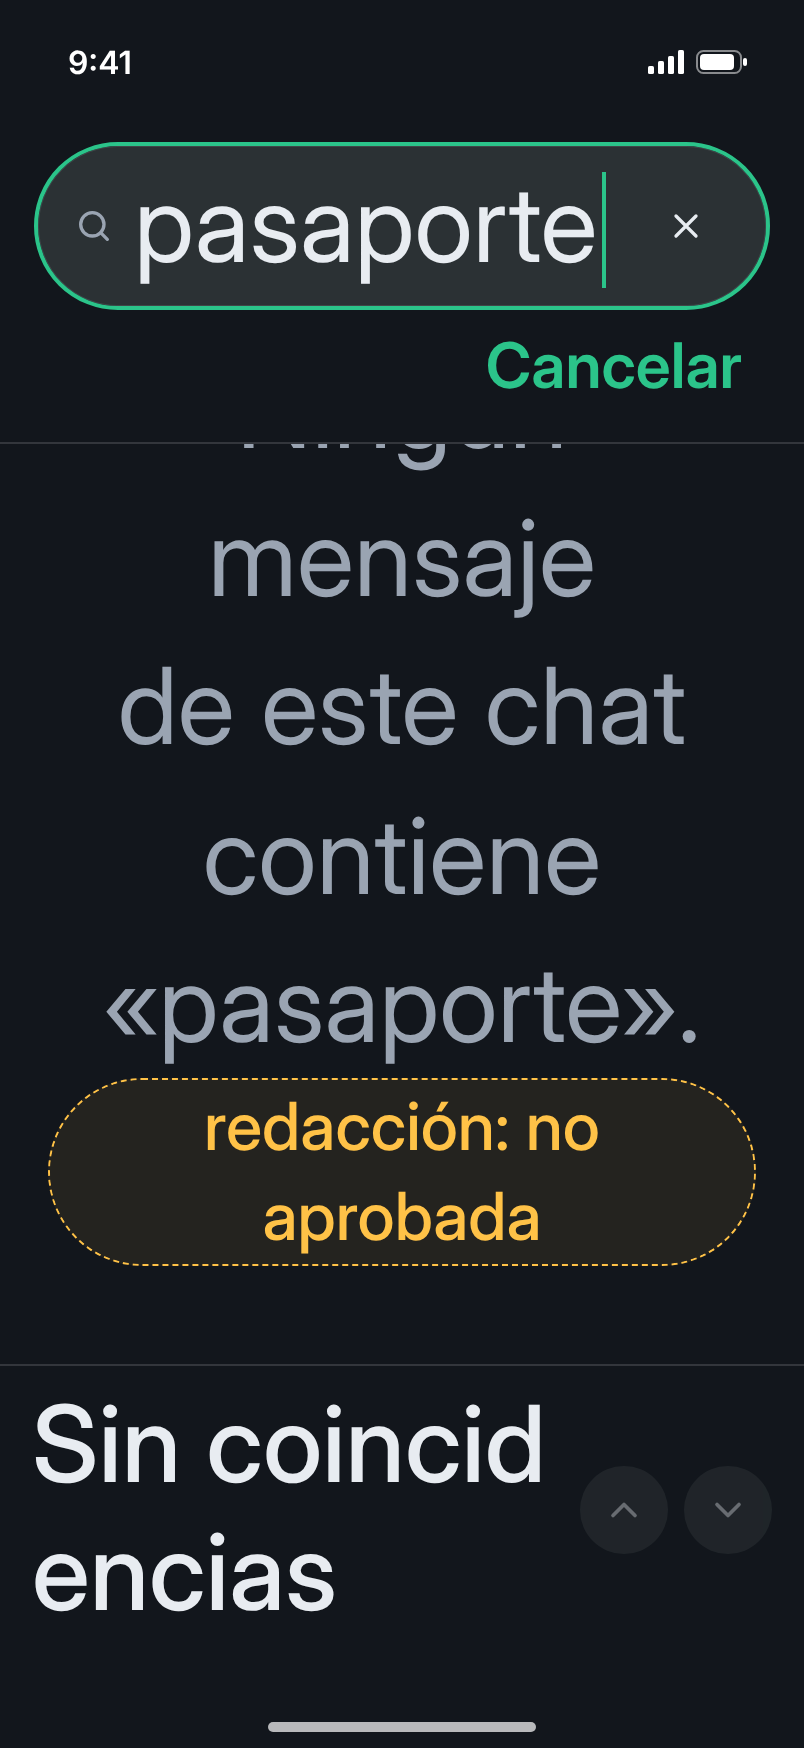 9:41
pasaporte
Cancelar
mensaje
de este chat
contiene
«pasaporte».
redacción: no
aprobada
Sin coincid
encias